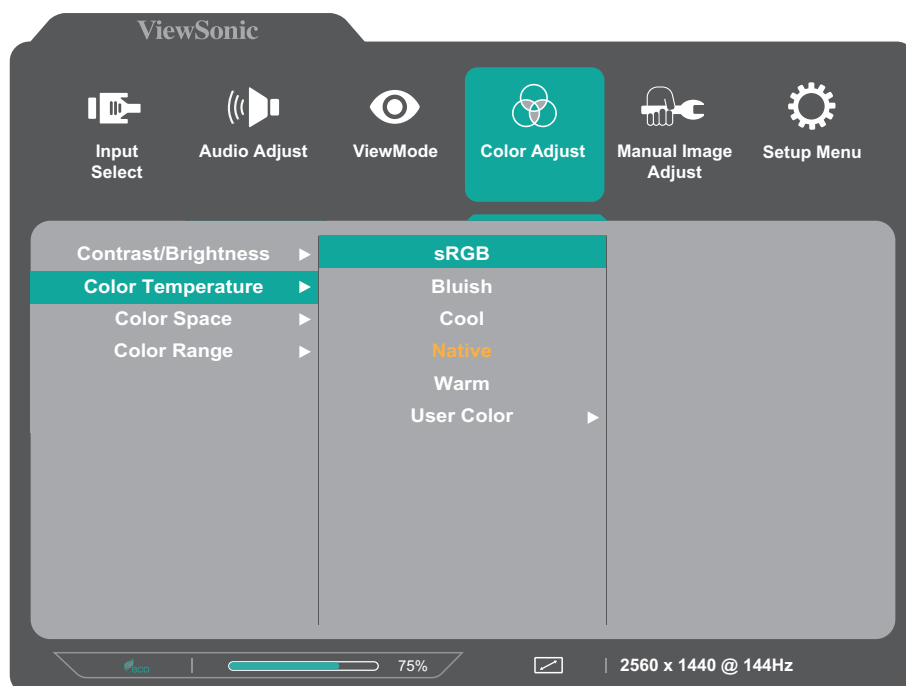 ViewSonic
Input
Select
Audio Adjust
ViewMode
Color Adjust
Manual Image
Adjust
Setup Menu
Contrast/Brightness
Color Temperature
Color Space
Color Range
sRGB
Bluish
Cool
Native
Warm
User Color
eco
75%
2560 x 1440 @ 144Hz